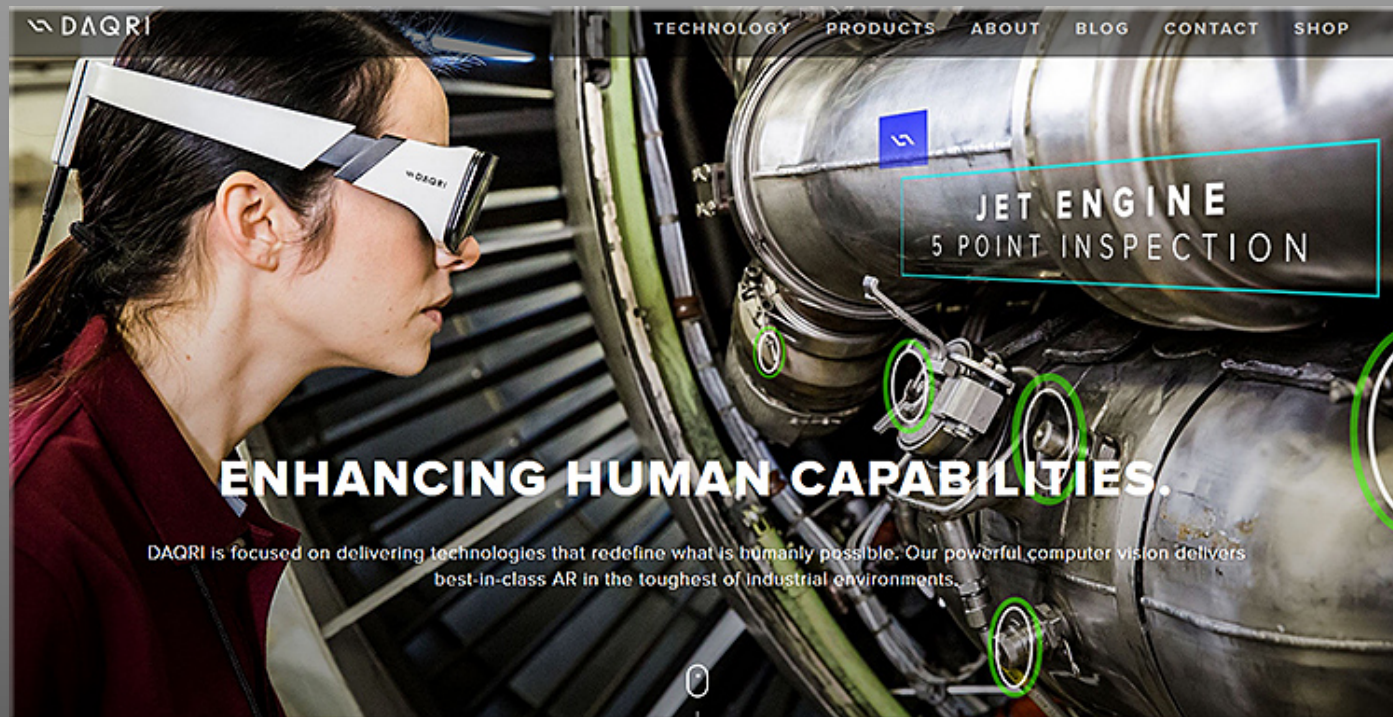 DAQRI
TECHNOLOGY PRODUCTS ABOUT BLOG CONTACT SHOP
DAQRI
JET ENGINE
5 POINT INSPECTION
ENHANCING HUMAN CAPABILITIES.
DAQRI is focused on delivering technologies that redefine what is humanly possible. Our powerful computer vision delivers
best-in-class AR in the toughest of industrial environments.